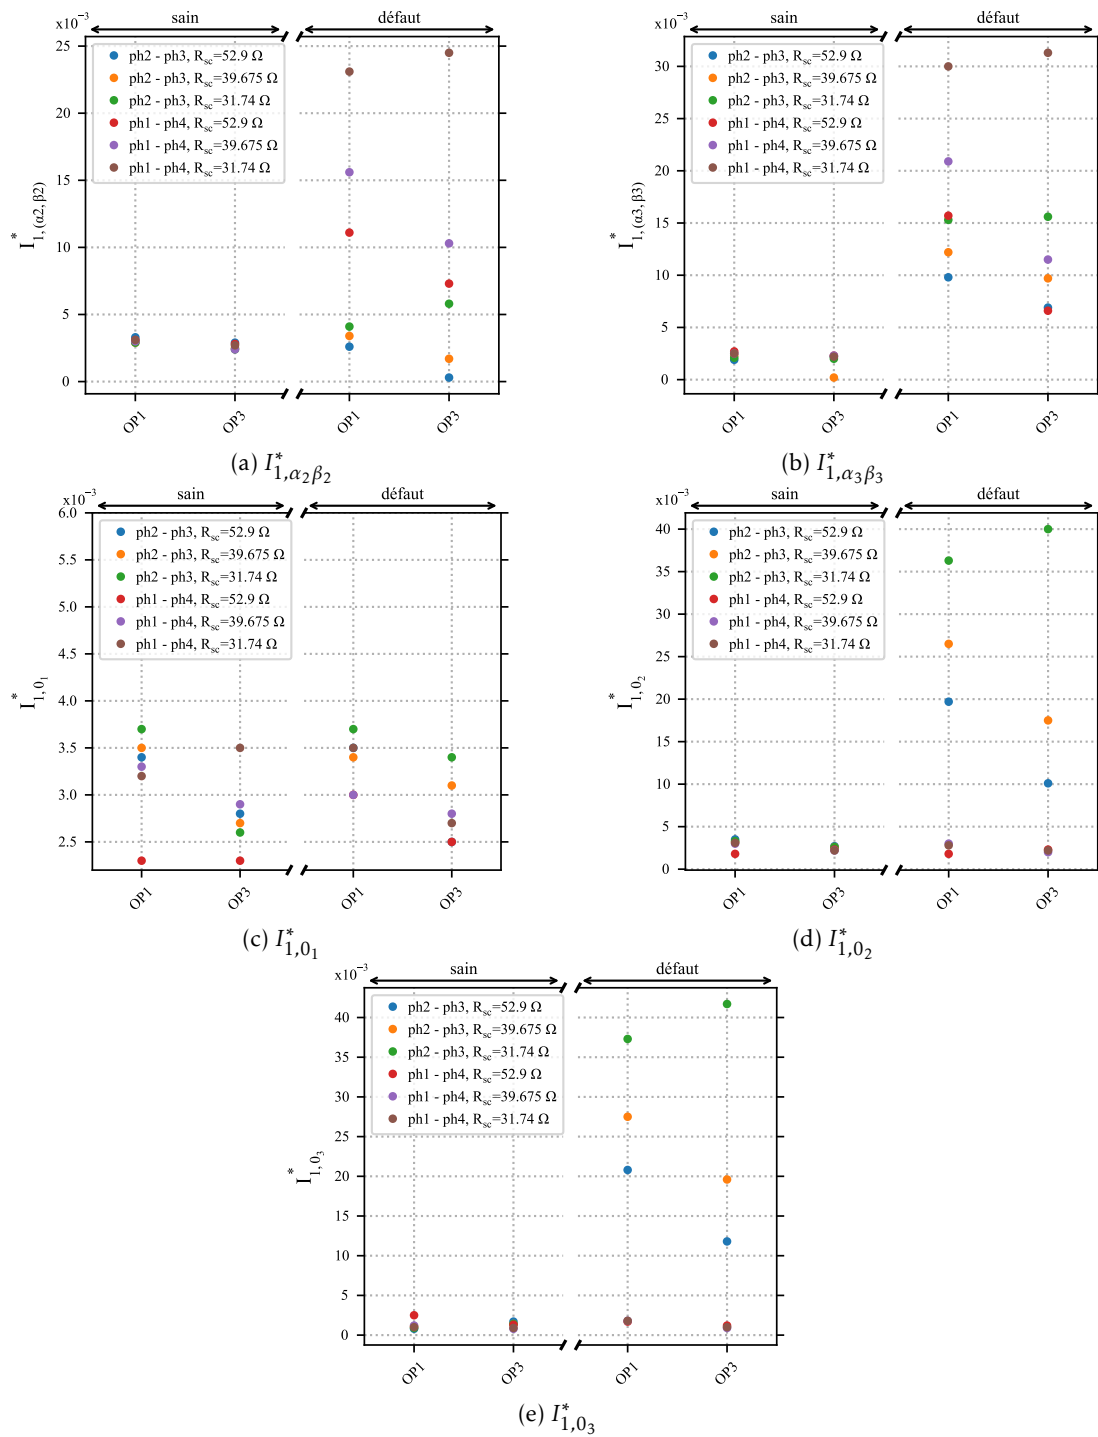 x10⁻³ sain défaut
25
20
15
10
5
0
I*1,(α2,β2)
ph2 - ph3, Rsc=52.9 Ω
ph2 - ph3, Rsc=39.675 Ω
ph2 - ph3, Rsc=31.74 Ω
ph1 - ph4, Rsc=52.9 Ω
ph1 - ph4, Rsc=39.675 Ω
ph1 - ph4, Rsc=31.74 Ω
OP1 OP3 OP1 OP3
(a) I*1,α2β2
x10⁻³ sain défaut
30
25
20
15
10
5
0
I*1,(α3,β3)
ph2 - ph3, Rsc=52.9 Ω
ph2 - ph3, Rsc=39.675 Ω
ph2 - ph3, Rsc=31.74 Ω
ph1 - ph4, Rsc=52.9 Ω
ph1 - ph4, Rsc=39.675 Ω
ph1 - ph4, Rsc=31.74 Ω
OP1 OP3 OP1 OP3
(b) I*1,α3β3
x10⁻³ sain défaut
6.0
5.5
5.0
4.5
4.0
3.5
3.0
2.5
I*1,01
ph2 - ph3, Rsc=52.9 Ω
ph2 - ph3, Rsc=39.675 Ω
ph2 - ph3, Rsc=31.74 Ω
ph1 - ph4, Rsc=52.9 Ω
ph1 - ph4, Rsc=39.675 Ω
ph1 - ph4, Rsc=31.74 Ω
OP1 OP3 OP1 OP3
(c) I*1,01
x10⁻³ sain défaut
40
35
30
25
20
15
10
5
0
I*1,02
ph2 - ph3, Rsc=52.9 Ω
ph2 - ph3, Rsc=39.675 Ω
ph2 - ph3, Rsc=31.74 Ω
ph1 - ph4, Rsc=52.9 Ω
ph1 - ph4, Rsc=39.675 Ω
ph1 - ph4, Rsc=31.74 Ω
OP1 OP3 OP1 OP3
(d) I*1,02
x10⁻³ sain défaut
40
35
30
25
20
15
10
5
0
I*1,03
ph2 - ph3, Rsc=52.9 Ω
ph2 - ph3, Rsc=39.675 Ω
ph2 - ph3, Rsc=31.74 Ω
ph1 - ph4, Rsc=52.9 Ω
ph1 - ph4, Rsc=39.675 Ω
ph1 - ph4, Rsc=31.74 Ω
OP1 OP3 OP1 OP3
(e) I*1,03